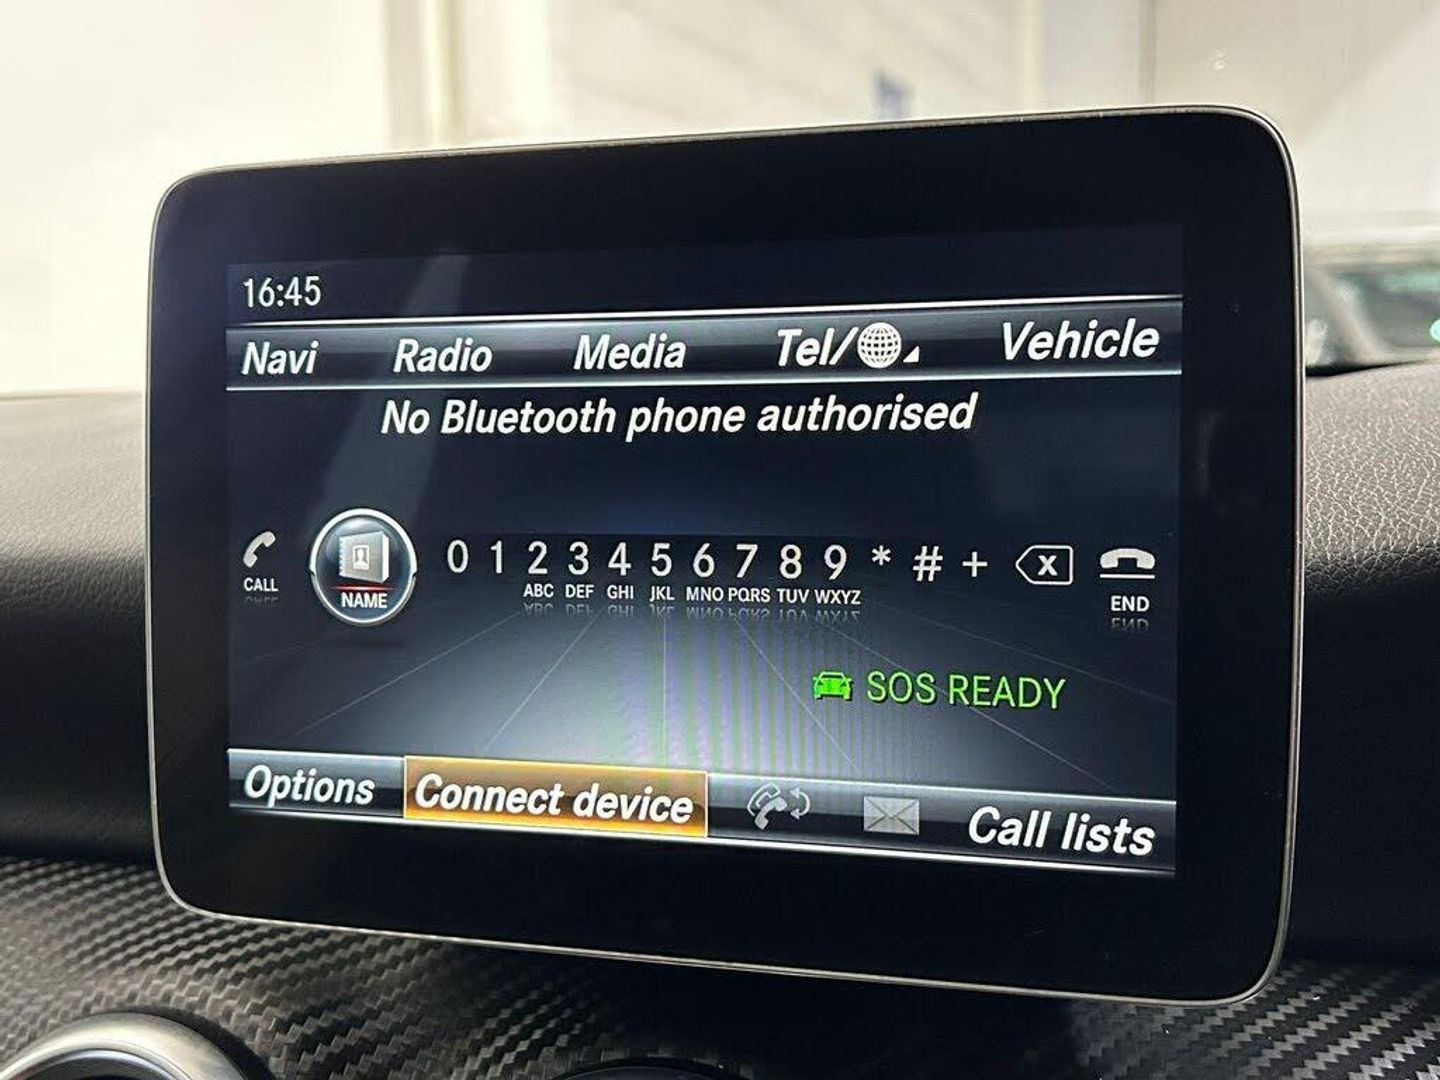 16:45
Navi Radio Media Tel/ Vehicle
No Bluetooth phone authorised
CALL NAME 0 1 2 3 4 5 6 7 8 9 * # + X END
ABC DEF GHI JKL MNO PQRS TUV WXYZ
SOS READY
Options Connect device Call lists